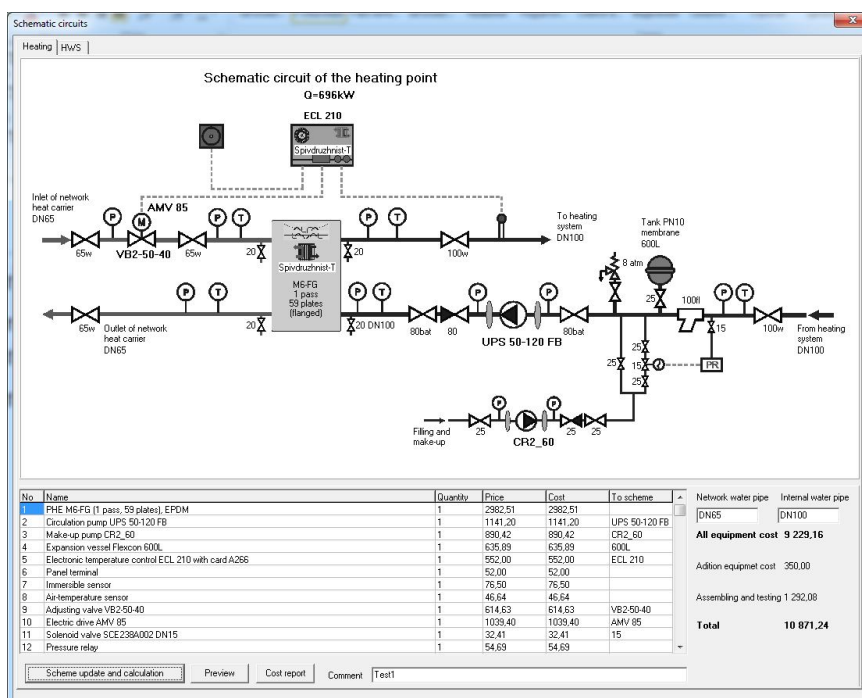 Schematic circuits
Heating
HWS
Schematic circuit of the heating point
Q=696kW
ECL 210
Spivdruzhnist-T
Inlet of network
heat carrier
DN65
P
M
AMV 85
P
T
P
T
To heating
system
DN100
Tank PN10
membrane
600L
8 atm
65w
VB2-50-40
65w
20
20
100w
Spivdruzhnist-T
M6-FG
1 pass
59 plates
(flanged)
25
100fl
P
T
P
T
P
T
P
P
65w
Outlet of network
heat carrier
DN65
20
20 DN100
80bat
80
UPS 50-120 FB
80bat
15
100w
From heating
system
DN100
25
25
15
25
PR
P
P
Filling and
make-up
25
CR2_60
25
25
No Name Quantity Price Cost To scheme
1 PHE M6-FG (1 pass, 59 plates), EPDM 1 2982,51 2982,51
2 Circulation pump UPS 50-120 FB 1 1141,20 1141,20 UPS 50-120 FB
3 Make-up pump CR2_60 1 890,42 890,42 CR2_60
4 Expansion vessel Flexcon 600L 1 635,89 635,89 600L
5 Electronic temperature control ECL 210 with card A266 1 552,00 552,00 ECL 210
6 Panel terminal 1 52,00 52,00
7 Immersible sensor 1 76,50 76,50
8 Air-temperature sensor 1 46,64 46,64
9 Adjusting valve VB2-50-40 1 614,63 614,63 VB2-50-40
10 Electric drive AMV 85 1 1039,40 1039,40 AMV 85
11 Solenoid valve SCE238A002 DN15 1 32,41 32,41 15
12 Pressure relay 1 54,69 54,69
Network water pipe Internal water pipe
DN65 DN100
All equipment cost 9 229,16
Adition equipmet cost 350,00
Assembling and testing 1 292,08
Total 10 871,24
Scheme update and calculation
Preview
Cost report
Comment Test1